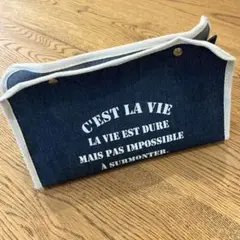 C'EST LA VIE
LA VIE EST DURE
MAIS PAS IMPOSSIBLE
À SURMONTER.